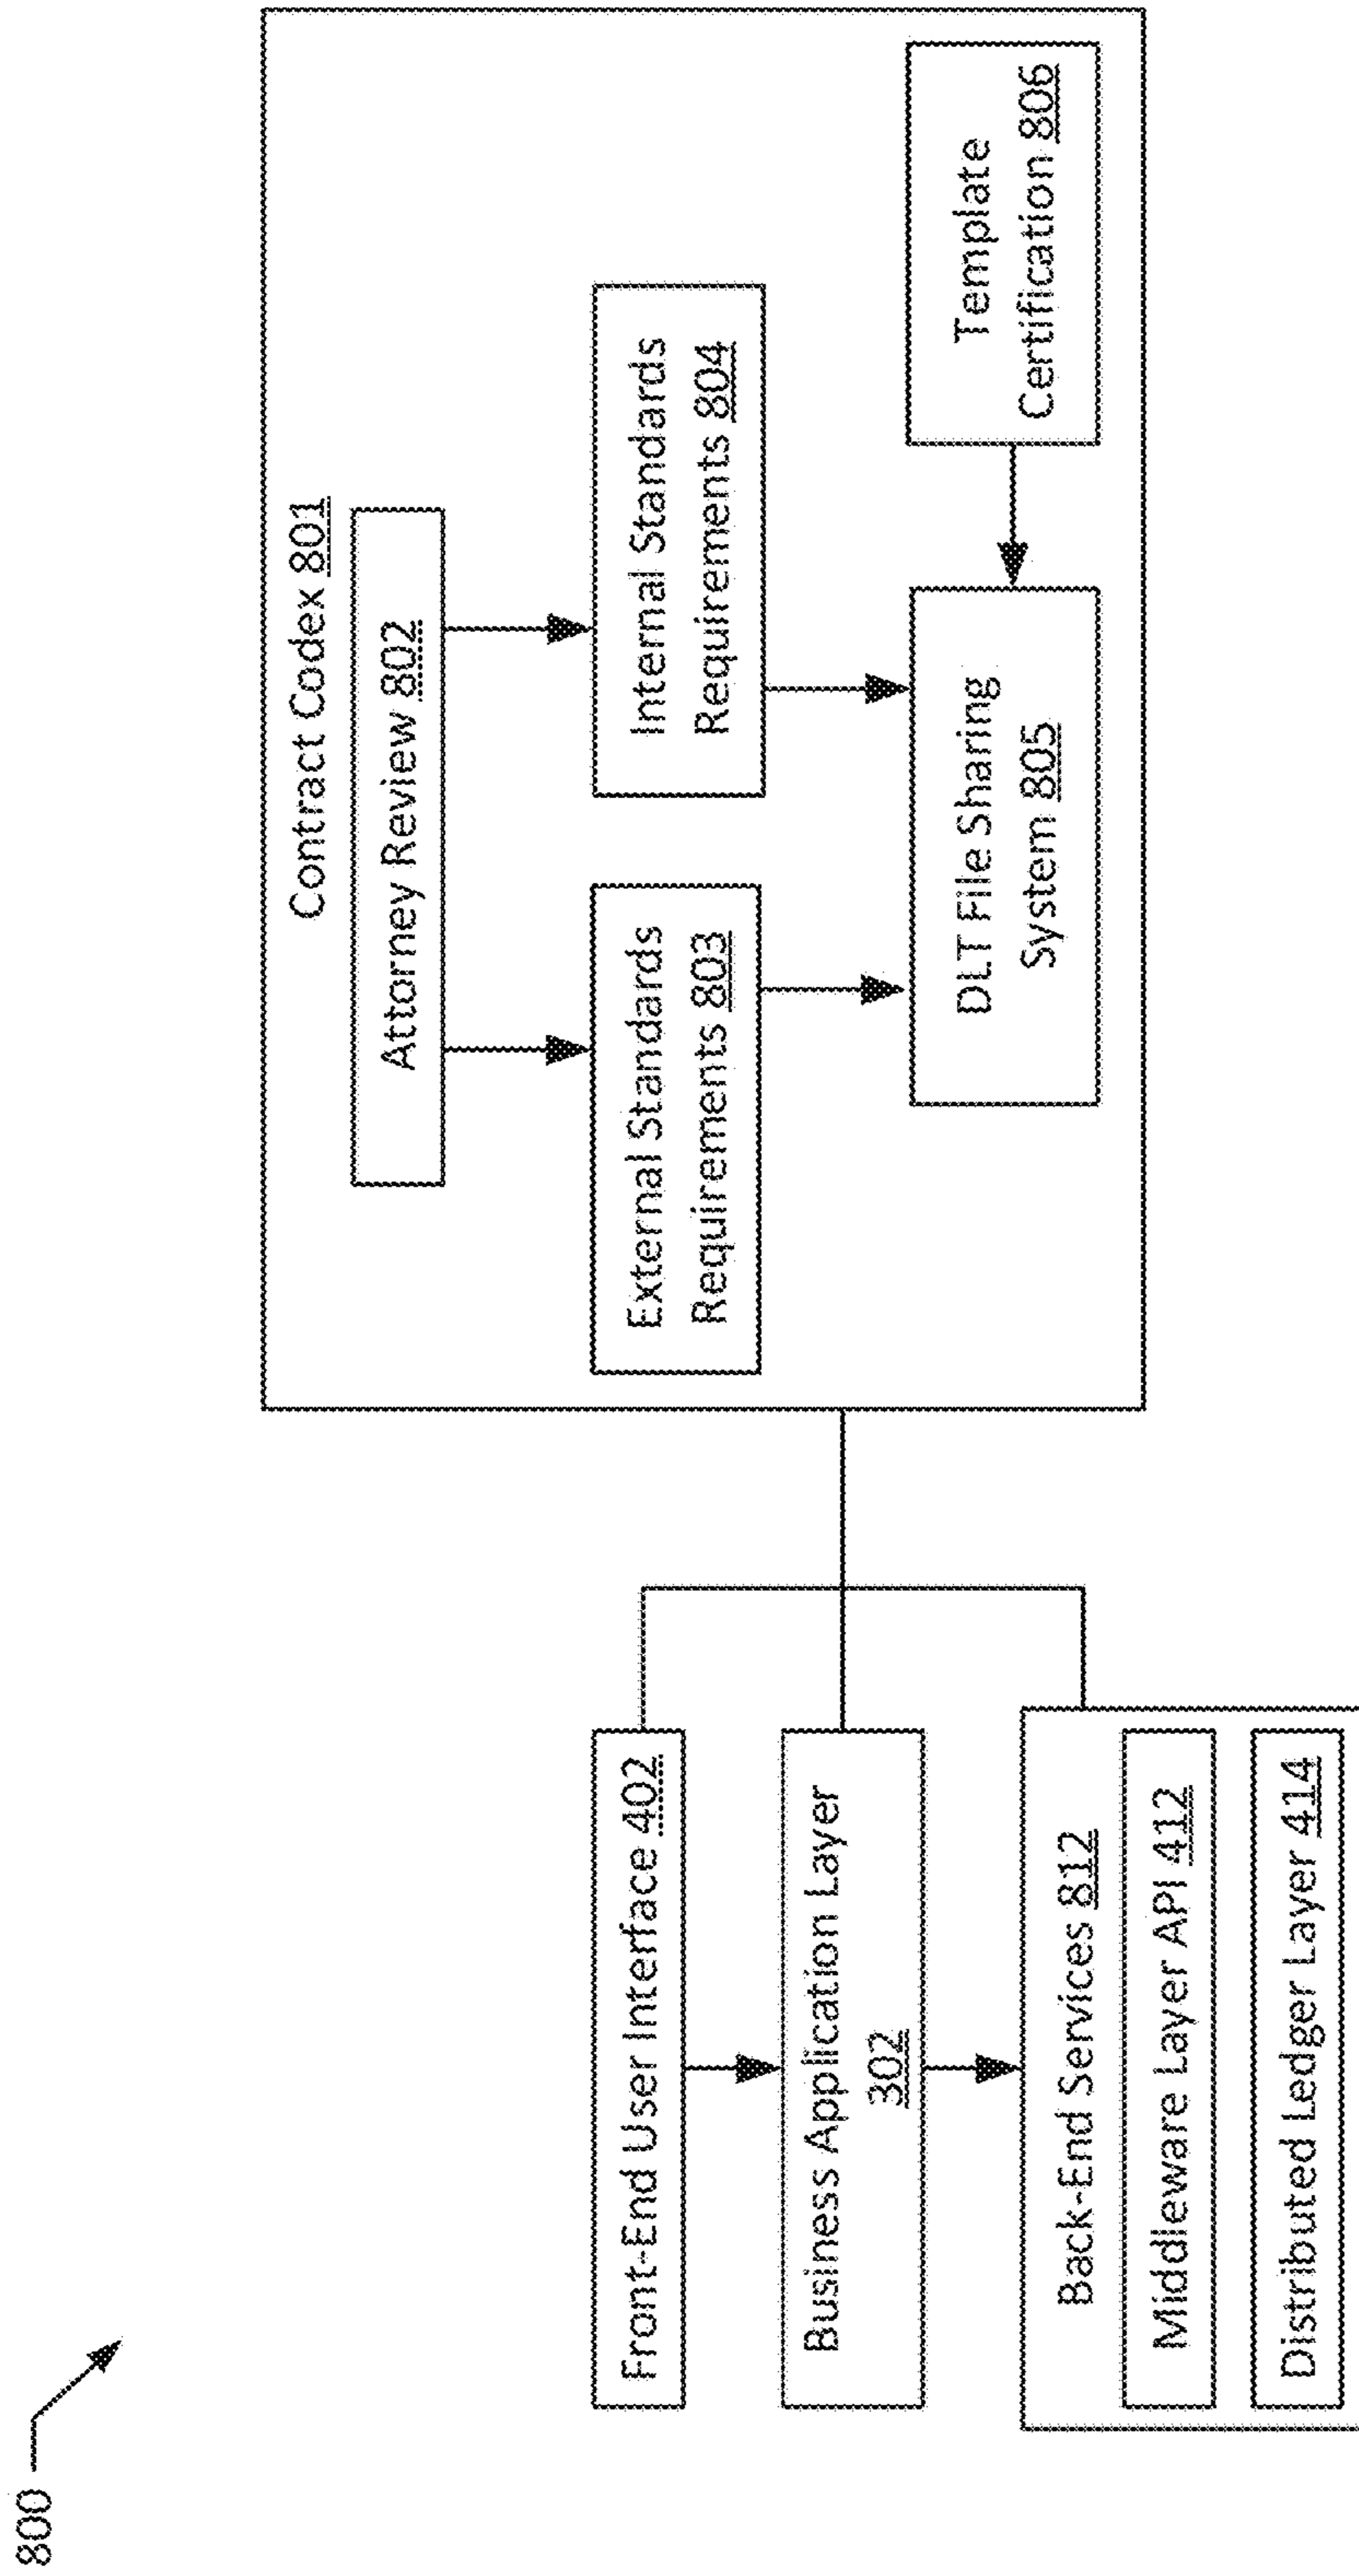 800
Front-End User Interface 402
Business Application Layer
302
Back-End Services 812
Middleware Layer API 412
Distributed Ledger Layer 414
Contract Codex 801
Attorney Review 802
External Standards
Requirements 803
Internal Standards
Requirements 804
DLT File Sharing
System 805
Template
Certification 806